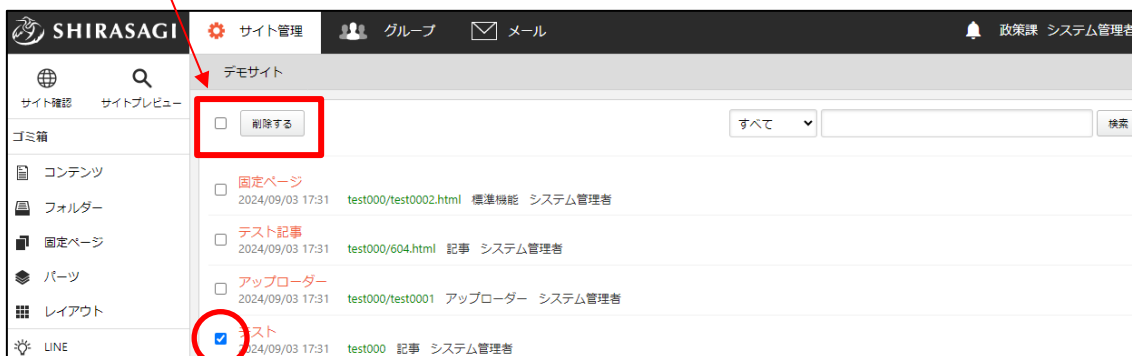 SHIRASAGI サイト管理 グループ メール 政策課 システム管理者
サイト確認 サイトプレビュー デモサイト
ゴミ箱 削除する すべて 検索
コンテンツ
フォルダー
固定ページ
パーツ
レイアウト
LINE
固定ページ
2024/09/03 17:31 test000/test0002.html 標準機能 システム管理者
テスト記事
2024/09/03 17:31 test000/604.html 記事 システム管理者
アップローダー
2024/09/03 17:31 test000/test0001 アップローダー システム管理者
テスト
2024/09/03 17:31 test000 記事 システム管理者